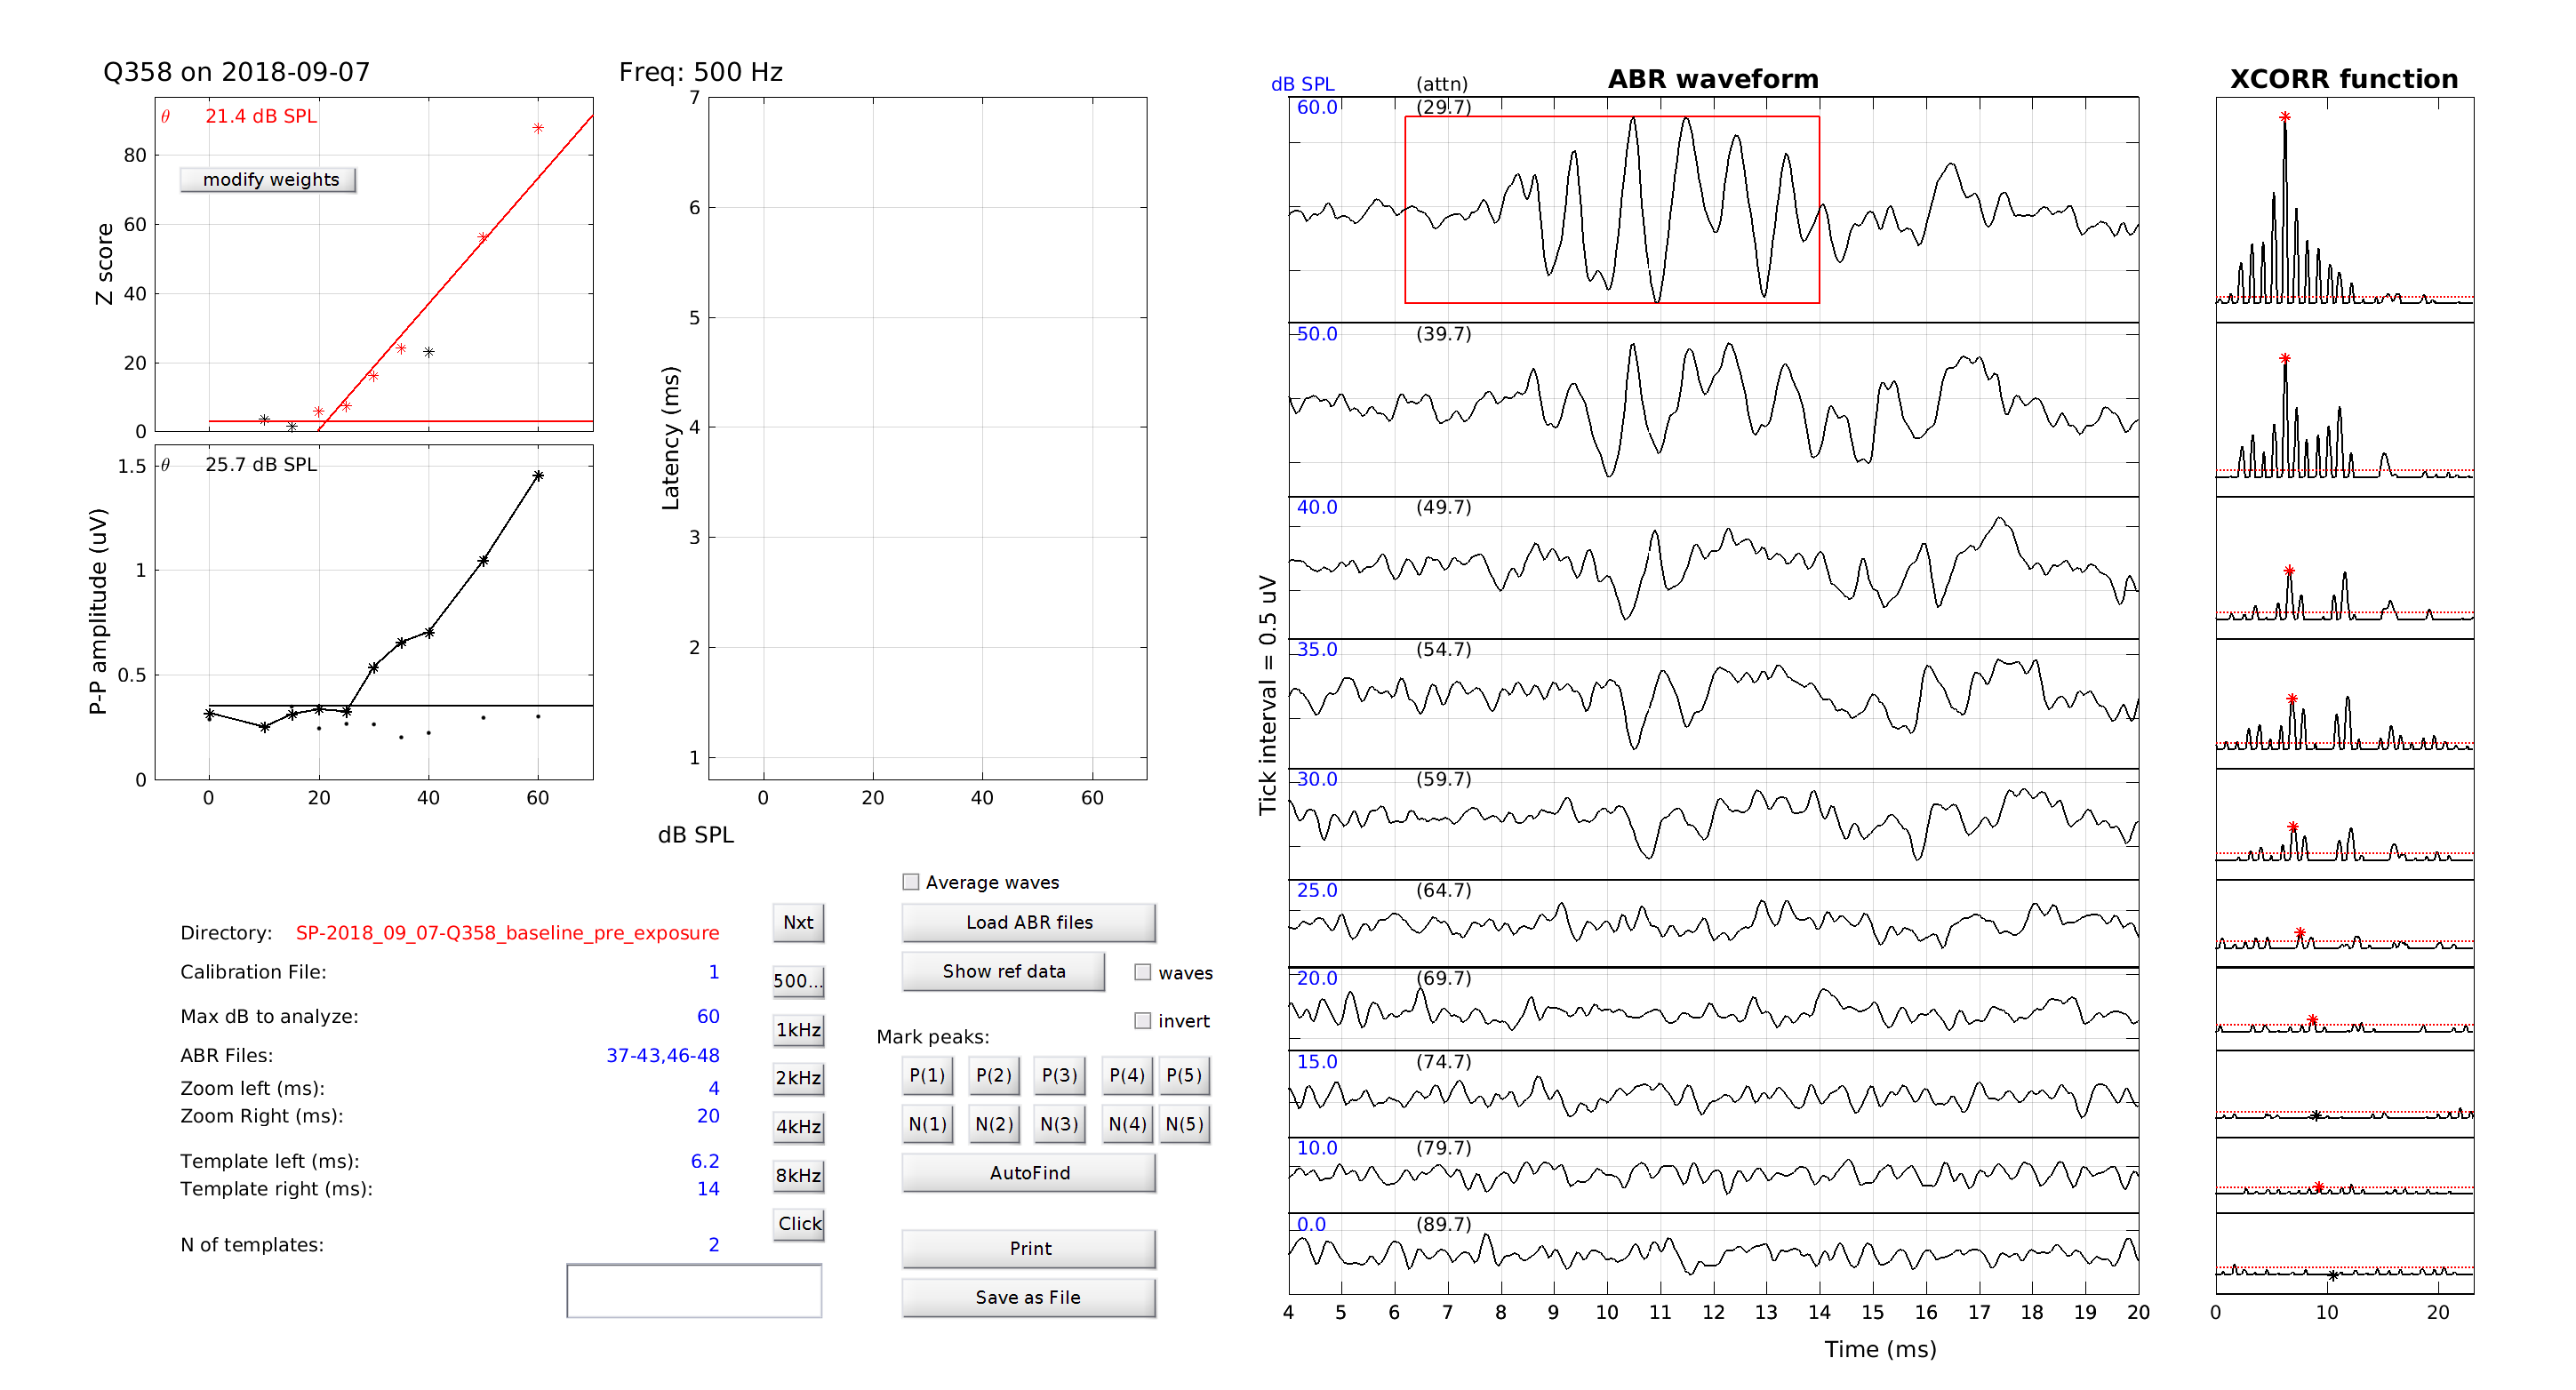 Q358 on 2018-09-07
Freq: 500 Hz
θ 21.4 dB SPL
modify weights
Z score
80
60
40
20
0
θ 25.7 dB SPL
P-P amplitude (uV)
1.5
1
0.5
0
0 20 40 60
Latency (ms)
7
6
5
4
3
2
1
0 20 40 60
dB SPL
Directory: SP-2018_09_07-Q358_baseline_pre_exposure
Calibration File: 1
Max dB to analyze: 60
ABR Files: 37-43,46-48
Zoom left (ms): 4
Zoom Right (ms): 20
Template left (ms): 6.2
Template right (ms): 14
N of templates: 2
Nxt
500...
1kHz
2kHz
4kHz
8kHz
Click
Average waves
Load ABR files
Show ref data
waves
invert
Mark peaks:
P(1) P(2) P(3) P(4) P(5)
N(1) N(2) N(3) N(4) N(5)
AutoFind
Print
Save as File
dB SPL (attn) ABR waveform
60.0 (29.7)
50.0 (39.7)
40.0 (49.7)
35.0 (54.7)
30.0 (59.7)
25.0 (64.7)
20.0 (69.7)
15.0 (74.7)
10.0 (79.7)
0.0 (89.7)
Tick interval = 0.5 uV
4 5 6 7 8 9 10 11 12 13 14 15 16 17 18 19 20
Time (ms)
XCORR function
0 10 20